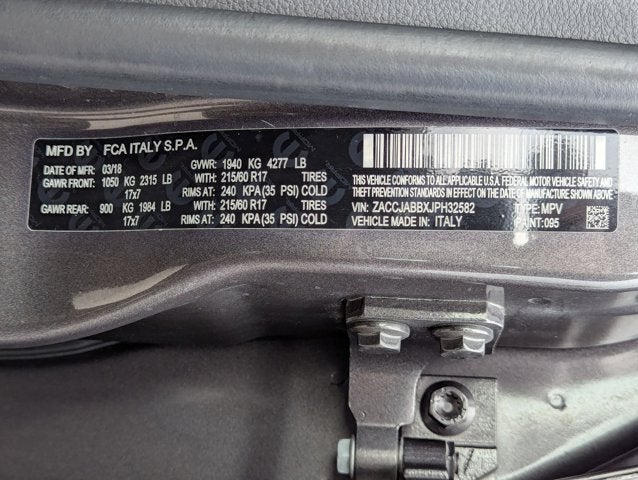 MFD BY FCA ITALY S.P.A.
DATE OF MFR: 03/18 GVWR: 1940 KG 4277 LB
GAWR FRONT: 1050 KG 2315 LB WITH: 215/60 R17 TIRES
17x7 RIMS AT: 240 KPA (35 PSI) COLD
GAWR REAR: 900 KG 1984 LB WITH: 215/60 R17 TIRES
17x7 RIMS AT: 240 KPA (35 PSI) COLD
THIS VEHICLE CONFORMS TO ALL APPLICABLE U.S.A. FEDERAL MOTOR VEHICLE SAFETY AND
THEFT PREVENTION STANDARDS IN EFFECT ON THE DATE OF MANUFACTURE SHOWN ABOVE.
VIN: ZACCJABBXJPH32582 TYPE: MPV
VEHICLE MADE IN: ITALY PAINT: 095